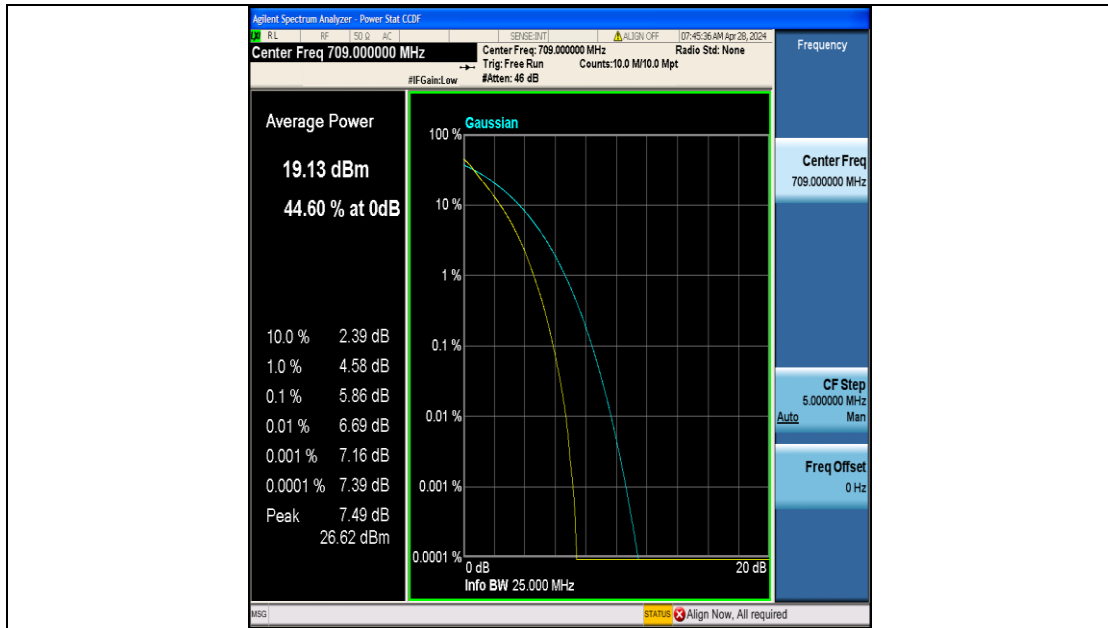 Agilent Spectrum Analyzer - Power Stat CCDF
RL RF 50 Ω AC SENSE:INT ALIGN OFF 07:45:36 AM Apr 28, 2024
Center Freq 709.000000 MHz
Center Freq: 709.000000 MHz Radio Std: None
Trig: Free Run Counts:10.0 M/10.0 Mpt
#IFGain:Low #Atten: 46 dB
Frequency
Average Power
19.13 dBm
44.60 % at 0dB
10.0 % 2.39 dB
1.0 % 4.58 dB
0.1 % 5.86 dB
0.01 % 6.69 dB
0.001 % 7.16 dB
0.0001 % 7.39 dB
Peak 7.49 dB
26.62 dBm
Gaussian
100 %
10 %
1 %
0.1 %
0.01 %
0.001 %
0.0001 %
0 dB 20 dB
Info BW 25.000 MHz
Center Freq
709.000000 MHz
CF Step
5.000000 MHz
Auto Man
Freq Offset
0 Hz
MSG STATUS Align Now, All required